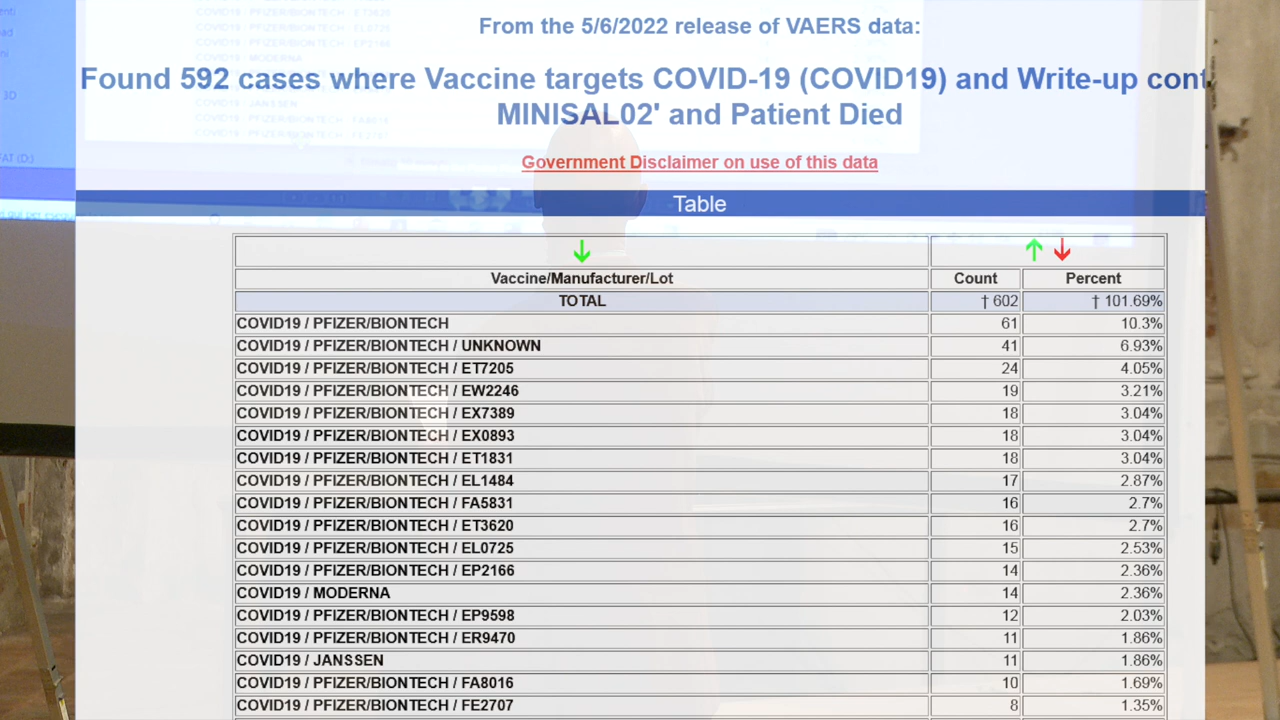 From the 5/6/2022 release of VAERS data:
Found 592 cases where Vaccine targets COVID-19 (COVID19) and Write-up cont
MINISAL02' and Patient Died
Government Disclaimer on use of this data
Table
Vaccine/Manufacturer/Lot Count Percent
TOTAL † 602 † 101.69%
COVID19 / PFIZER/BIONTECH 61 10.3%
COVID19 / PFIZER/BIONTECH / UNKNOWN 41 6.93%
COVID19 / PFIZER/BIONTECH / ET7205 24 4.05%
COVID19 / PFIZER/BIONTECH / EW2246 19 3.21%
COVID19 / PFIZER/BIONTECH / EX7389 18 3.04%
COVID19 / PFIZER/BIONTECH / EX0893 18 3.04%
COVID19 / PFIZER/BIONTECH / ET1831 18 3.04%
COVID19 / PFIZER/BIONTECH / EL1484 17 2.87%
COVID19 / PFIZER/BIONTECH / FA5831 16 2.7%
COVID19 / PFIZER/BIONTECH / ET3620 16 2.7%
COVID19 / PFIZER/BIONTECH / EL0725 15 2.53%
COVID19 / PFIZER/BIONTECH / EP2166 14 2.36%
COVID19 / MODERNA 14 2.36%
COVID19 / PFIZER/BIONTECH / EP9598 12 2.03%
COVID19 / PFIZER/BIONTECH / ER9470 11 1.86%
COVID19 / JANSSEN 11 1.86%
COVID19 / PFIZER/BIONTECH / FA8016 10 1.69%
COVID19 / PFIZER/BIONTECH / FE2707 8 1.35%